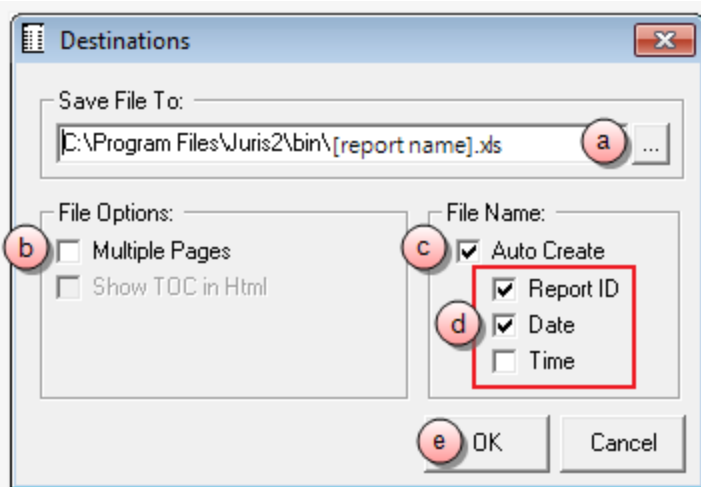 Destinations
Save File To:
C:\Program Files\Juris2\bin\[report name].xls
a
...
File Options:
b
Multiple Pages
Show TOC in Html
File Name:
c
Auto Create
Report ID
d
Date
Time
e
OK
Cancel